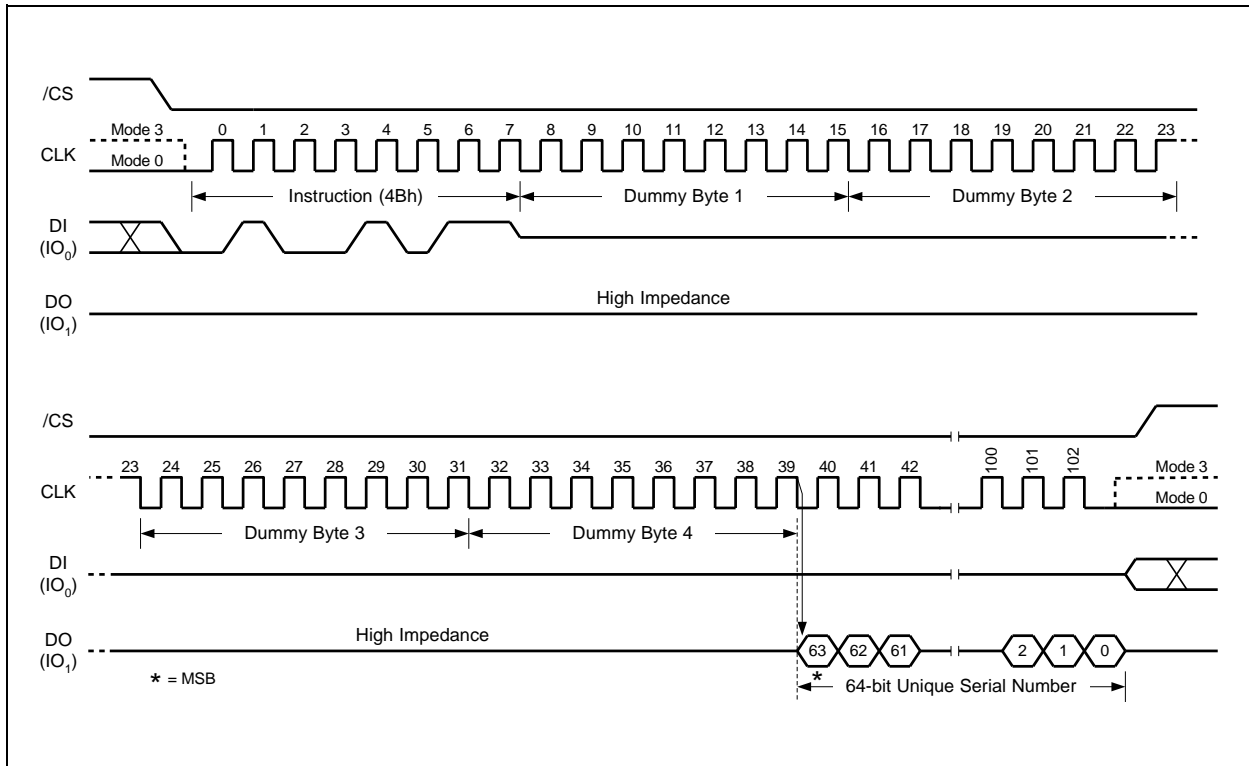 /CS
Mode 3 0 1 2 3 4 5 6 7 8 9 10 11 12 13 14 15 16 17 18 19 20 21 22 23
CLK Mode 0
Instruction (4Bh) Dummy Byte 1 Dummy Byte 2
DI
(IO0)
High Impedance
DO
(IO1)
/CS
23 24 25 26 27 28 29 30 31 32 33 34 35 36 37 38 39 40 41 42 100 101 102 Mode 3
CLK Mode 0
Dummy Byte 3 Dummy Byte 4
DI
(IO0)
High Impedance
DO
(IO1) 63 62 61 2 1 0
* = MSB * 64-bit Unique Serial Number